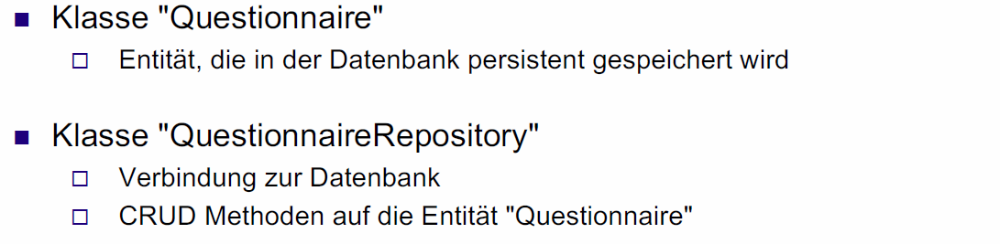 Klasse "Questionnaire"
Entität, die in der Datenbank persistent gespeichert wird
Klasse "QuestionnaireRepository"
Verbindung zur Datenbank
CRUD Methoden auf die Entität "Questionnaire"